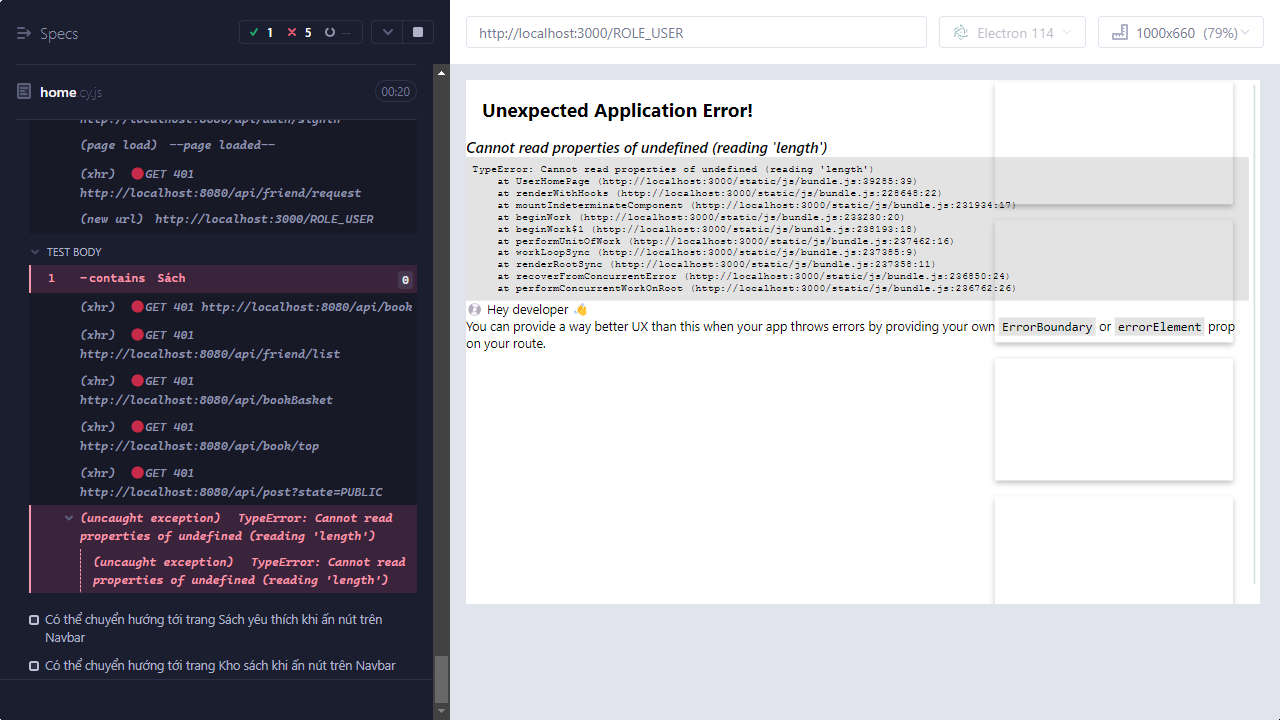 Specs
1 5 --
home.cy.js 00:20
http://localhost:8080/api/auth/signin
(page load) --page loaded--
(xhr) GET 401
http://localhost:8080/api/friend/request
(new url) http://localhost:3000/ROLE_USER
TEST BODY
1 -contains Sách 0
(xhr) GET 401 http://localhost:8080/api/book
(xhr) GET 401
http://localhost:8080/api/friend/list
(xhr) GET 401
http://localhost:8080/api/bookBasket
(xhr) GET 401
http://localhost:8080/api/book/top
(xhr) GET 401
http://localhost:8080/api/post?state=PUBLIC
(uncaught exception) TypeError: Cannot read
properties of undefined (reading 'length')
(uncaught exception) TypeError: Cannot read
properties of undefined (reading 'length')
Có thể chuyển hướng tới trang Sách yêu thích khi ấn nút trên
Navbar
Có thể chuyển hướng tới trang Kho sách khi ấn nút trên Navbar
http://localhost:3000/ROLE_USER
Electron 114
1000x660 (79%)
Unexpected Application Error!
Cannot read properties of undefined (reading 'length')
TypeError: Cannot read properties of undefined (reading 'length')
at UserHomePage (http://localhost:3000/static/js/bundle.js:39285:39)
at renderWithHooks (http://localhost:3000/static/js/bundle.js:228648:22)
at mountIndeterminateComponent (http://localhost:3000/static/js/bundle.js:231934:17)
at beginWork (http://localhost:3000/static/js/bundle.js:233230:20)
at beginWork$1 (http://localhost:3000/static/js/bundle.js:238193:18)
at performUnitOfWork (http://localhost:3000/static/js/bundle.js:237462:16)
at workLoopSync (http://localhost:3000/static/js/bundle.js:237385:9)
at renderRootSync (http://localhost:3000/static/js/bundle.js:237358:11)
at recoverFromConcurrentError (http://localhost:3000/static/js/bundle.js:236850:24)
at performConcurrentWorkOnRoot (http://localhost:3000/static/js/bundle.js:236762:26)
Hey developer 👋
You can provide a way better UX than this when your app throws errors by providing your own ErrorBoundary or errorElement prop
on your route.